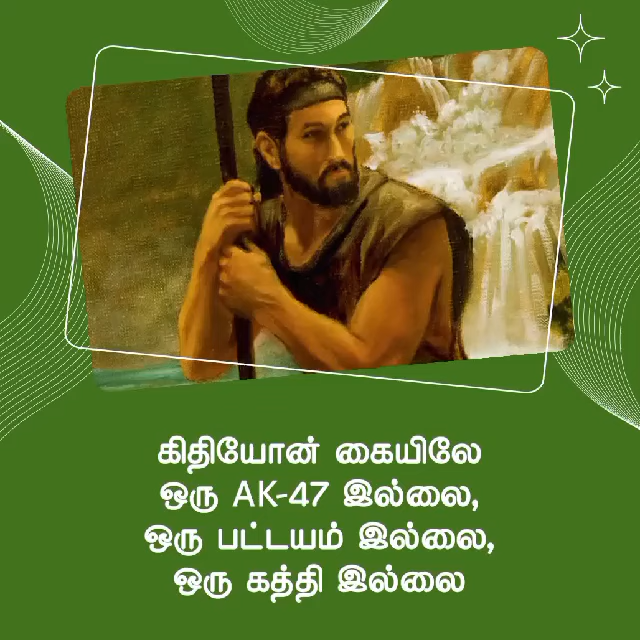 கிதியோன் கையிலே
ஒரு AK-47 இல்லை,
ஒரு பட்டயம் இல்லை,
ஒரு கத்தி இல்லை